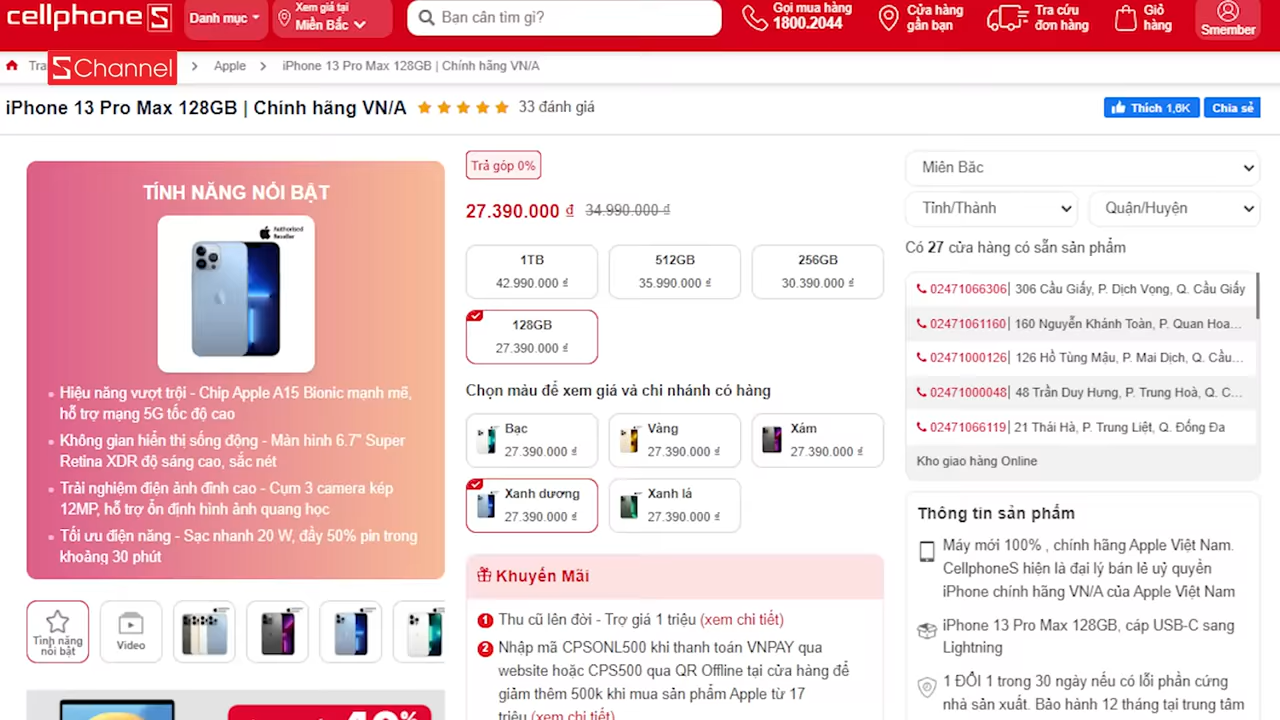 cellphone S
Danh mục
Xem giá tại
Miền Bắc
Bạn cần tìm gì?
Gọi mua hàng
1800.2044
Cửa hàng
gần bạn
Tra cứu
đơn hàng
Giỏ
hàng
Smember
Tra
S Channel
Apple
iPhone 13 Pro Max 128GB | Chính hãng VN/A
iPhone 13 Pro Max 128GB | Chính hãng VN/A
33 đánh giá
Thích 1,6K
Chia sẻ
TÍNH NĂNG NỔI BẬT
Authorised
Reseller
Hiệu năng vượt trội - Chip Apple A15 Bionic mạnh mẽ,
hỗ trợ mạng 5G tốc độ cao
Không gian hiển thị sống động - Màn hình 6.7" Super
Retina XDR độ sáng cao, sắc nét
Trải nghiệm điện ảnh đỉnh cao - Cụm 3 camera kép
12MP, hỗ trợ ổn định hình ảnh quang học
Tối ưu điện năng - Sạc nhanh 20 W, đầy 50% pin trong
khoảng 30 phút
Tính năng
nổi bật
Video
Trả góp 0%
27.390.000 ₫ 34.990.000 ₫
1TB
42.990.000 ₫
512GB
35.990.000 ₫
256GB
30.390.000 ₫
128GB
27.390.000 ₫
Chọn màu để xem giá và chi nhánh có hàng
Bạc
27.390.000 ₫
Vàng
27.390.000 ₫
Xám
27.390.000 ₫
Xanh dương
27.390.000 ₫
Xanh lá
27.390.000 ₫
Khuyến Mãi
1 Thu cũ lên đời - Trợ giá 1 triệu (xem chi tiết)
2 Nhập mã CPSONL500 khi thanh toán VNPAY qua
website hoặc CPS500 qua QR Offline tại cửa hàng để
giảm thêm 500k khi mua sản phẩm Apple từ 17
triệu (xem chi tiết)
Miền Bắc
Tỉnh/Thành
Quận/Huyện
Có 27 cửa hàng có sẵn sản phẩm
02471066306| 306 Cầu Giấy, P. Dịch Vọng, Q. Cầu Giấy
02471061160| 160 Nguyễn Khánh Toàn, P. Quan Hoa...
02471000126| 126 Hồ Tùng Mậu, P. Mai Dịch, Q. Cầu...
02471000048| 48 Trần Duy Hưng, P. Trung Hoà, Q. C...
02471066119| 21 Thái Hà, P. Trung Liệt, Q. Đống Đa
Kho giao hàng Online
Thông tin sản phẩm
Máy mới 100% , chính hãng Apple Việt Nam.
CellphoneS hiện là đại lý bán lẻ uỷ quyền
iPhone chính hãng VN/A của Apple Việt Nam
iPhone 13 Pro Max 128GB, cáp USB-C sang
Lightning
1 ĐỔI 1 trong 30 ngày nếu có lỗi phần cứng
nhà sản xuất. Bảo hành 12 tháng tại trung tâm